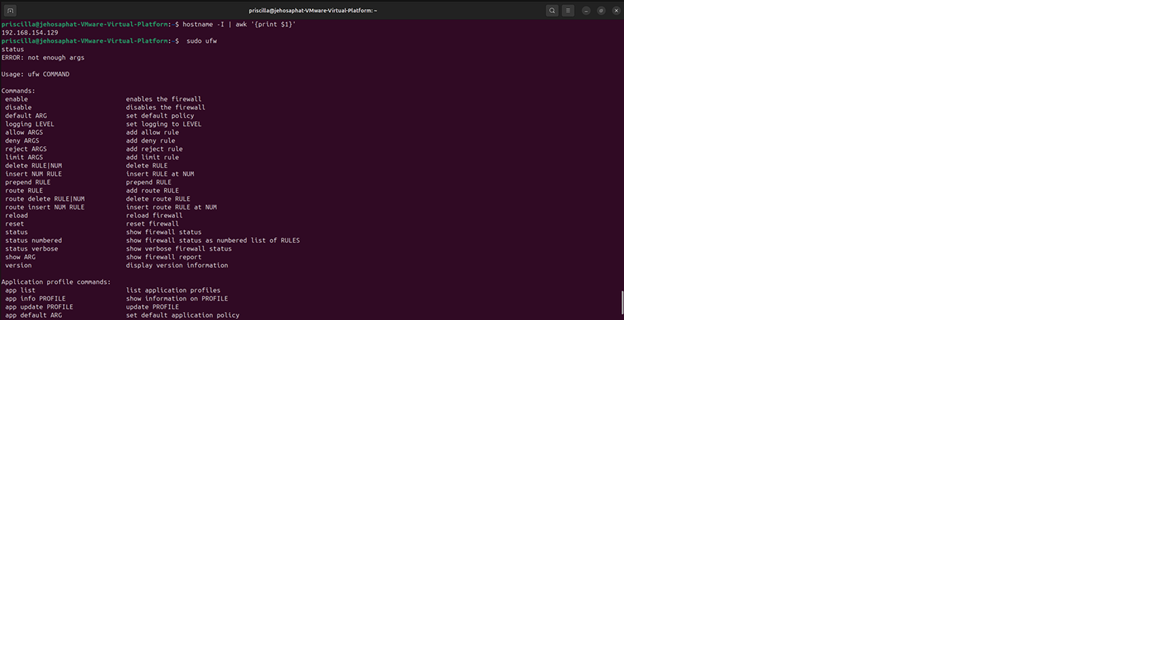 priscilla@jehosaphat-VMware-Virtual-Platform: ~
priscilla@jehosaphat-VMware-Virtual-Platform:~$ hostname -I | awk '{print $1}'
192.168.154.129
priscilla@jehosaphat-VMware-Virtual-Platform:~$  sudo ufw
status
ERROR: not enough args

Usage: ufw COMMAND

Commands:
 enable                          enables the firewall
 disable                         disables the firewall
 default ARG                     set default policy
 logging LEVEL                   set logging to LEVEL
 allow ARGS                      add allow rule
 deny ARGS                       add deny rule
 reject ARGS                     add reject rule
 limit ARGS                      add limit rule
 delete RULE|NUM                 delete RULE
 insert NUM RULE                 insert RULE at NUM
 prepend RULE                    prepend RULE
 route RULE                      add route RULE
 route delete RULE|NUM           delete route RULE
 route insert NUM RULE           insert route RULE at NUM
 reload                          reload firewall
 reset                           reset firewall
 status                          show firewall status
 status numbered                 show firewall status as numbered list of RULES
 status verbose                  show verbose firewall status
 show ARG                        show firewall report
 version                         display version information

Application profile commands:
 app list                        list application profiles
 app info PROFILE                show information on PROFILE
 app update PROFILE              update PROFILE
 app default ARG                 set default application policy